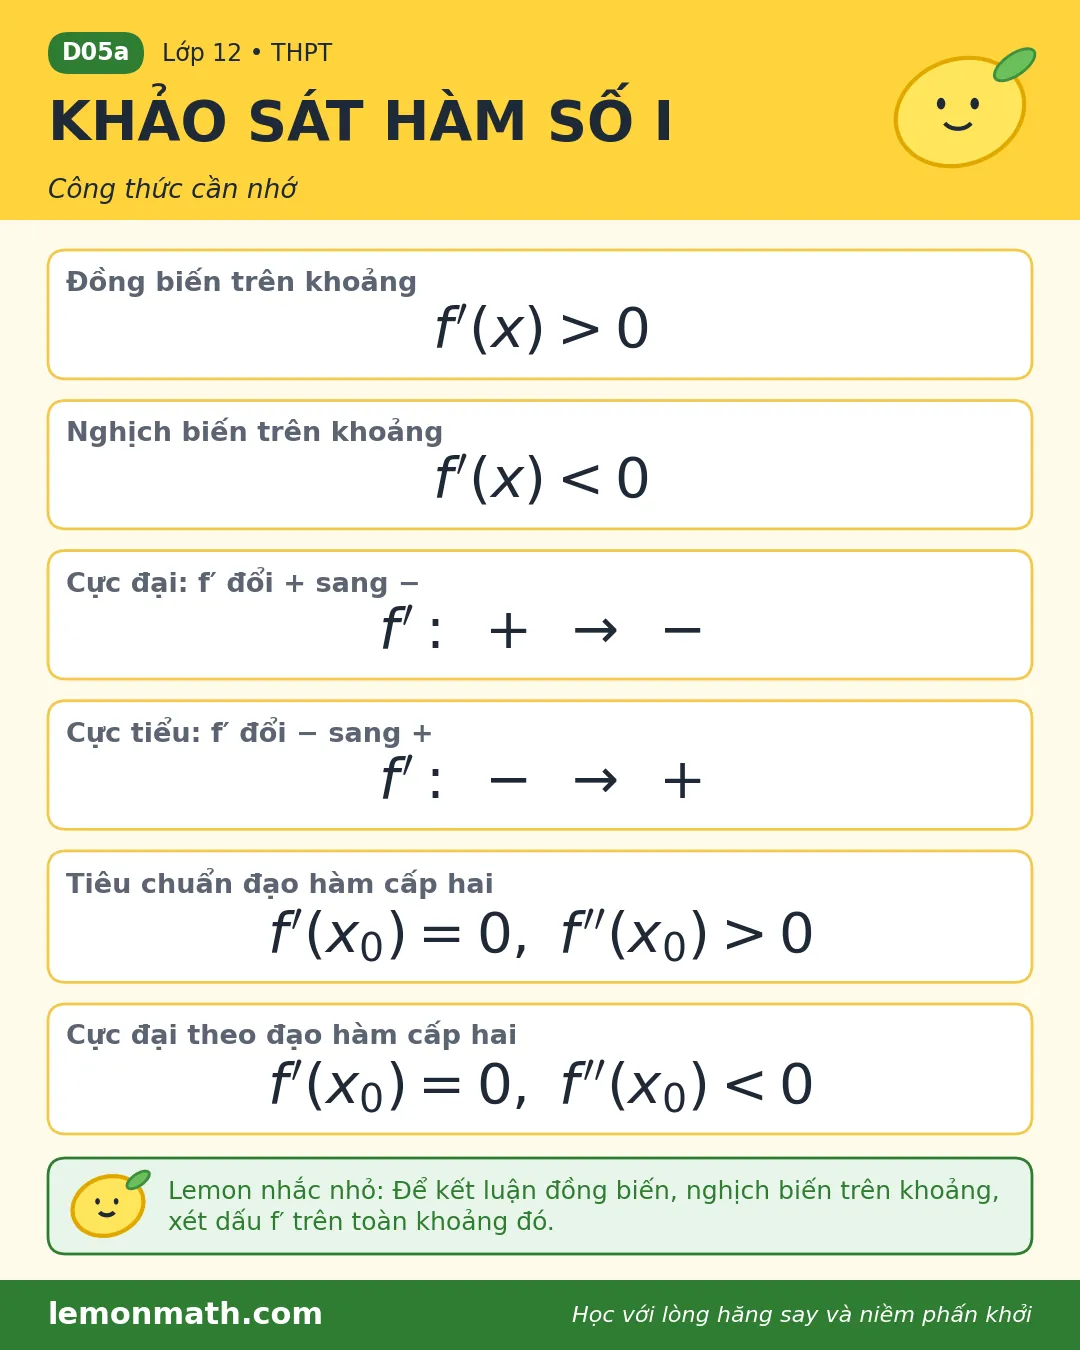 D05a Lớp 12 • THPT
KHẢO SÁT HÀM SỐ I
Công thức cần nhớ
Đồng biến trên khoảng
f′(x) > 0
Nghịch biến trên khoảng
f′(x) < 0
Cực đại: f′ đổi + sang −
f′ : + → −
Cực tiểu: f′ đổi − sang +
f′ : − → +
Tiêu chuẩn đạo hàm cấp hai
f′(x₀) = 0, f″(x₀) > 0
Cực đại theo đạo hàm cấp hai
f′(x₀) = 0, f″(x₀) < 0
Lemon nhắc nhỏ: Để kết luận đồng biến, nghịch biến trên khoảng,
xét dấu f′ trên toàn khoảng đó.
lemonmath.com
Học với lòng hăng say và niềm phấn khởi